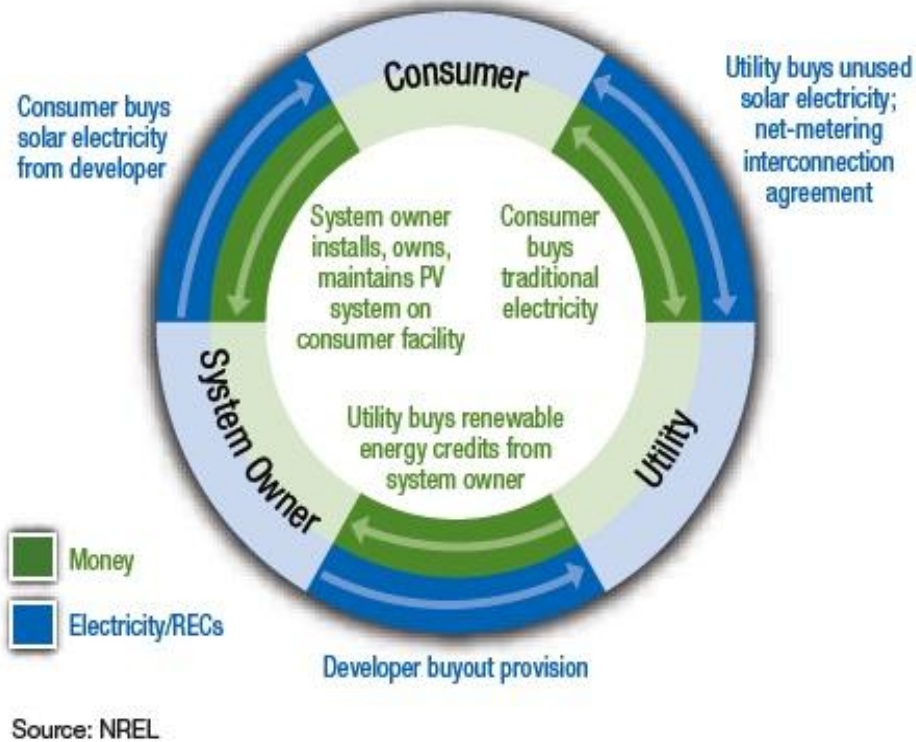 Consumer
Consumer buys
solar electricity
from developer
Utility buys unused
solar electricity;
net-metering
interconnection
agreement
System owner
installs, owns,
maintains PV
system on
consumer facility
Consumer
buys
traditional
electricity
System Owner
Utility
Utility buys renewable
energy credits from
system owner
Money
Electricity/RECs
Developer buyout provision
Source: NREL